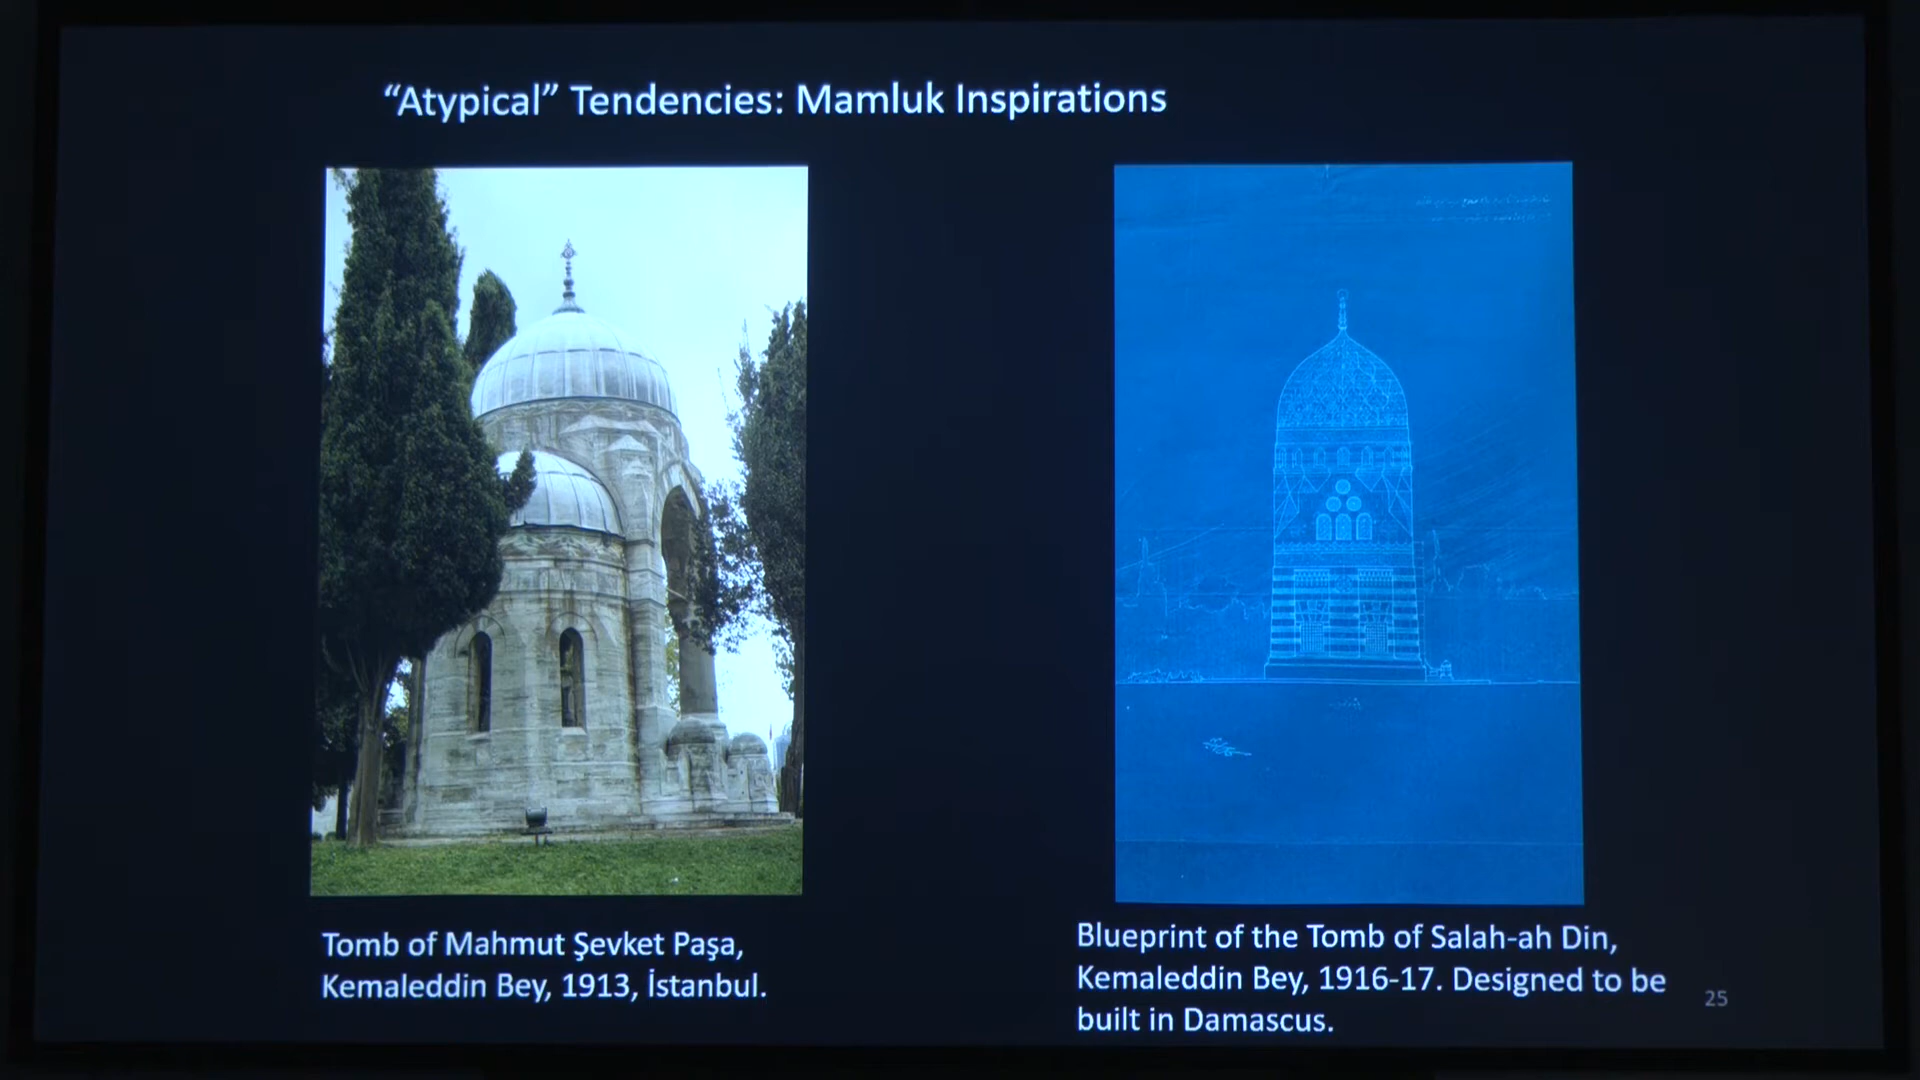 “Atypical” Tendencies: Mamluk Inspirations
Tomb of Mahmut Şevket Paşa,
Kemaleddin Bey, 1913, İstanbul.
Blueprint of the Tomb of Salah-ah Din,
Kemaleddin Bey, 1916-17. Designed to be
built in Damascus.
25